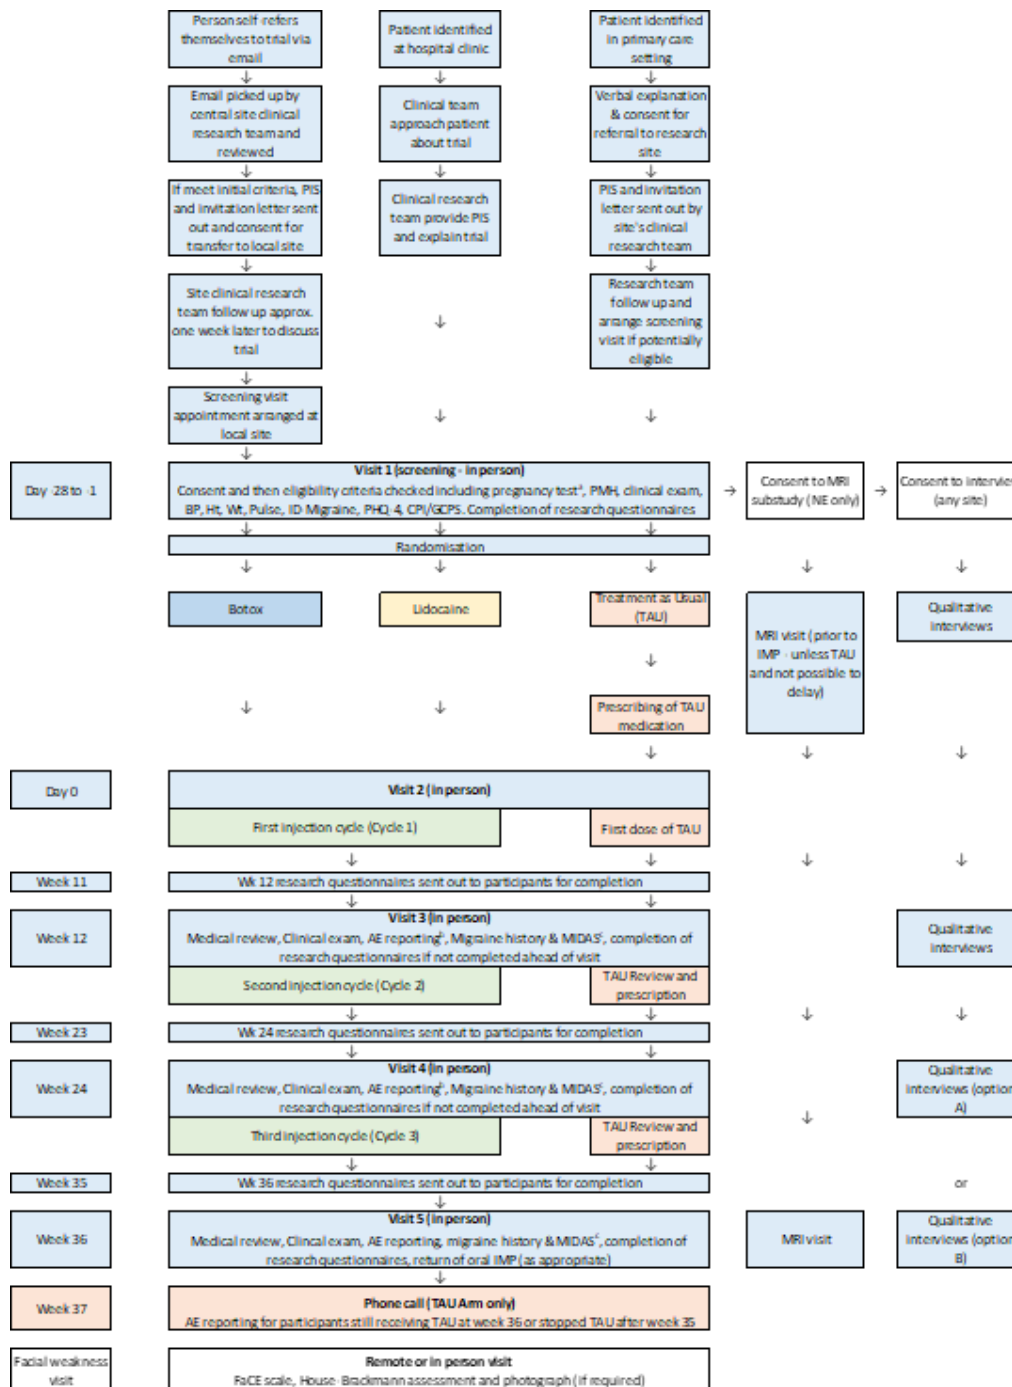 Person self-refers
themselves to trial via
email
Patient identified
at hospital clinic
Patient identified
in primary care
setting
Email picked up by
central site clinical
research team and
reviewed
Clinical team
approach patient
about trial
Verbal explanation
& consent for
referral to research
site
If meet initial criteria, PIS
and invitation letter sent
out and consent for
transfer to local site
Clinical research
team provide PIS
and explain trial
PIS and invitation
letter sent out by
site's clinical
research team
Site clinical research
team follow up approx.
one week later to discuss
trial
Research team
follow up and
arrange screening
visit if potentially
eligible
Screening visit
appointment arranged at
local site
Day -28 to -1
Visit 1 (screening - in person)
Consent and then eligibility criteria checked including pregnancy testᵃ, PMH, clinical exam,
BP, Ht, Wt, Pulse, ID-Migraine, PHQ-4, CPI/GCPS. Completion of research questionnaires
Consent to MRI
substudy (NE only)
Consent to interview
(any site)
Randomisation
Botox
Lidocaine
Treatment as Usual
(TAU)
MRI visit (prior to
IMP - unless TAU
and not possible to
delay)
Qualitative
interviews
Prescribing of TAU
medication
Day 0
Visit 2 (in person)
First injection cycle (Cycle 1)
First dose of TAU
Week 11
Wk 12 research questionnaires sent out to participants for completion
Week 12
Visit 3 (in person)
Medical review, Clinical exam, AE reportingᵇ, Migraine history & MIDASᶜ, completion of
research questionnaires if not completed ahead of visit
Qualitative
interviews
Second injection cycle (Cycle 2)
TAU Review and
prescription
Week 23
Wk 24 research questionnaires sent out to participants for completion
Week 24
Visit 4 (in person)
Medical review, Clinical exam, AE reportingᵇ, Migraine history & MIDASᶜ, completion of
research questionnaires if not completed ahead of visit
Qualitative
interviews (option
A)
Third injection cycle (Cycle 3)
TAU Review and
prescription
Week 35
Wk 36 research questionnaires sent out to participants for completion
or
Week 36
Visit 5 (in person)
Medical review, Clincal exam, AE reporting, migraine history & MIDASᶜ, completion of
research questionnaires, return of oral IMP (as appropriate)
MRI visit
Qualitative
interviews (option
B)
Week 37
Phone call (TAU Arm only)
AE reporting for participants still receiving TAU at week 36 or stopped TAU after week 35
Facial weakness
visit
Remote or in person visit
FaCE scale, House-Brackmann assessment and photograph (if required)